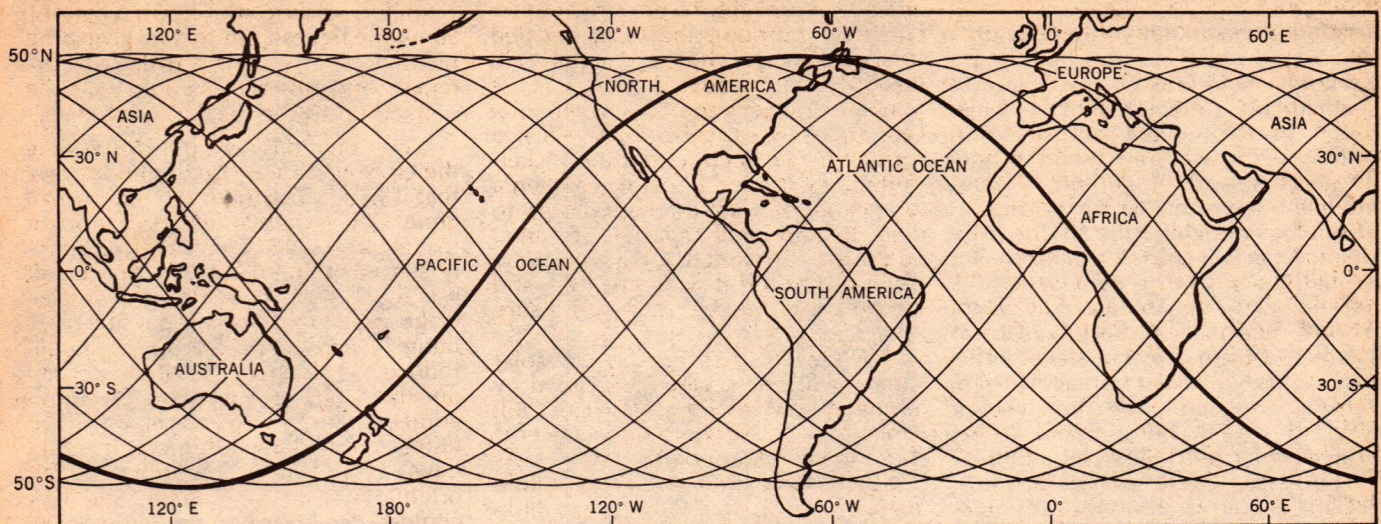 120° E 180° 120° W 60° W 0° 60° E
50° N
NORTH AMERICA EUROPE
ASIA ASIA
30° N 30° N
ATLANTIC OCEAN
AFRICA
0° PACIFIC OCEAN 0°
SOUTH AMERICA
AUSTRALIA
30° S 30° S
50° S
120° E 180° 120° W 60° W 0° 60° E